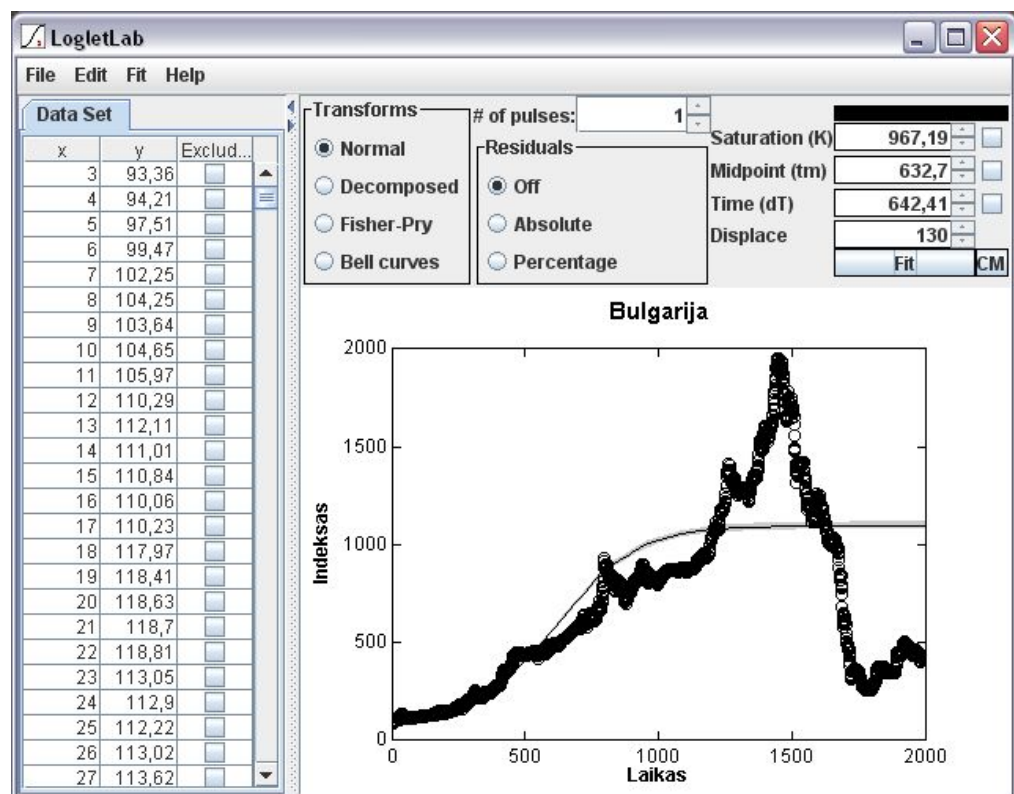 LogletLab
File Edit Fit Help
Data Set
x y Exclud...
3 93,36
4 94,21
5 97,51
6 99,47
7 102,25
8 104,25
9 103,64
10 104,65
11 105,97
12 110,29
13 112,11
14 111,01
15 110,84
16 110,06
17 110,23
18 117,97
19 118,41
20 118,63
21 118,7
22 118,81
23 113,05
24 112,9
25 112,22
26 113,02
27 113,62
Transforms
Normal
Decomposed
Fisher-Pry
Bell curves
# of pulses: 1
Residuals
Off
Absolute
Percentage
Saturation (K) 967,19
Midpoint (tm) 632,7
Time (dT) 642,41
Displace 130
Fit CM
Bulgarija
Indeksas
2000
1500
1000
500
0
0 500 1000 1500 2000
Laikas